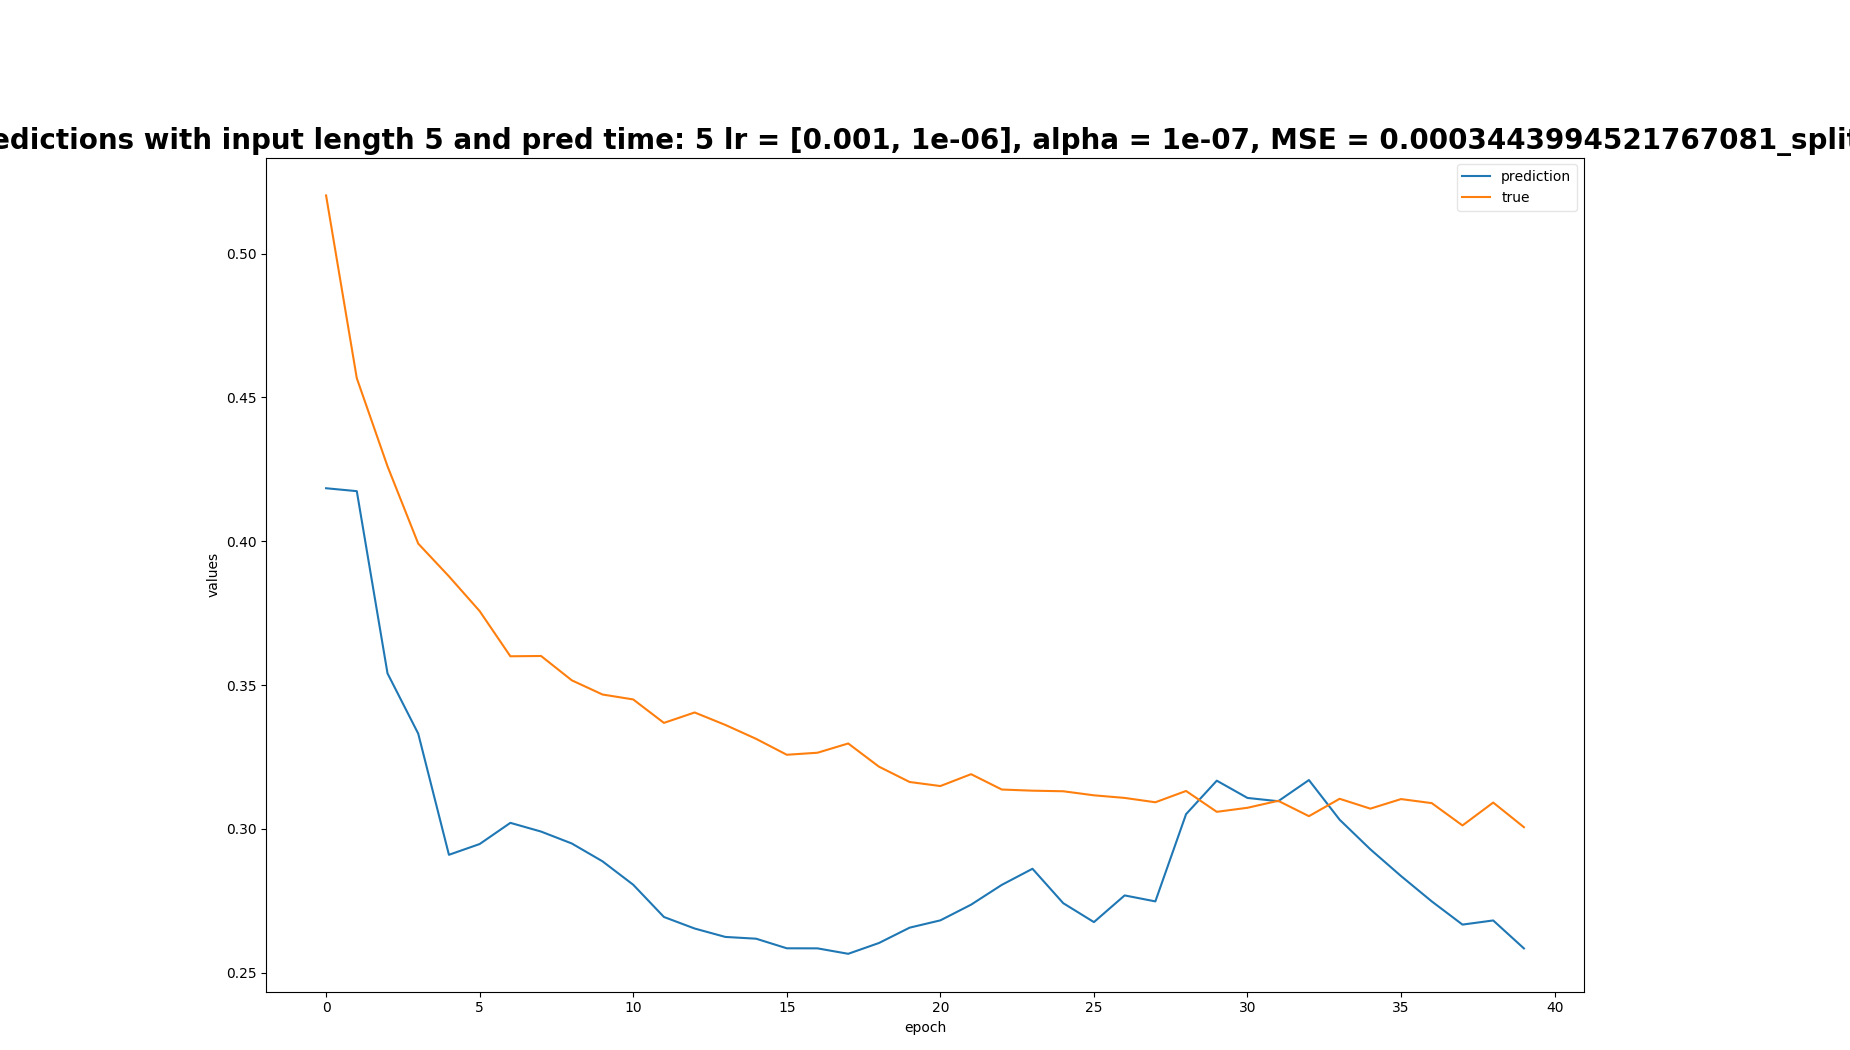 edictions with input length 5 and pred time: 5 lr = [0.001, 1e-06], alpha = 1e-07, MSE = 0.0003443994521767081_split
prediction
true
0.50
0.45
0.40
0.35
0.30
0.25
values
0 5 10 15 20 25 30 35 40
epoch